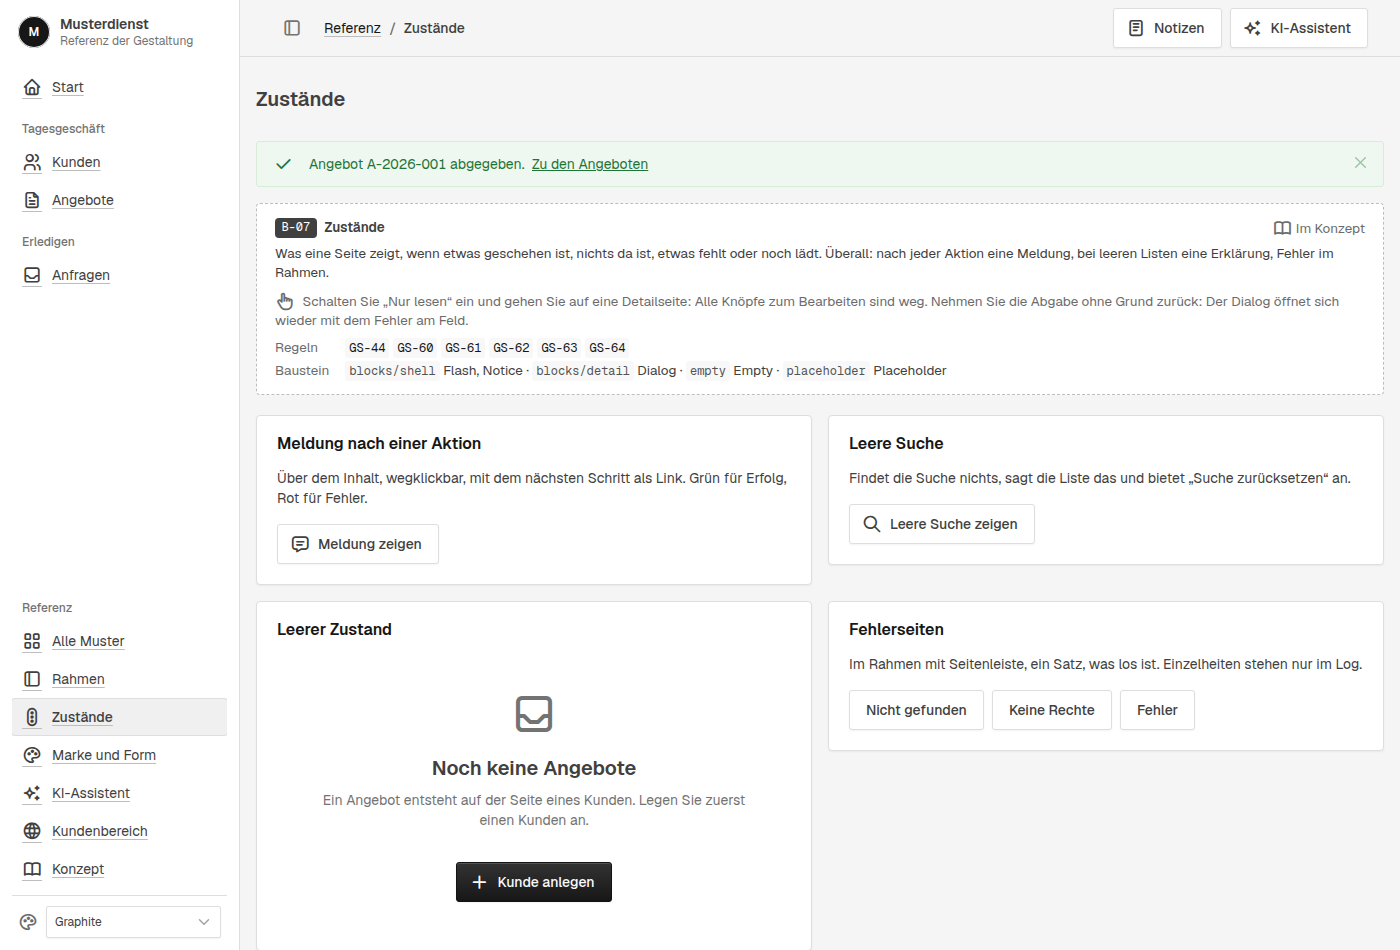 M
Musterdienst
Referenz der Gestaltung
Start
Tagesgeschäft
Kunden
Angebote
Erledigen
Anfragen
Referenz
Alle Muster
Rahmen
Zustände
Marke und Form
KI-Assistent
Kundenbereich
Konzept
Graphite
Referenz / Zustände
Notizen
KI-Assistent
Zustände
Angebot A-2026-001 abgegeben. Zu den Angeboten
B-07 Zustände
Im Konzept
Was eine Seite zeigt, wenn etwas geschehen ist, nichts da ist, etwas fehlt oder noch lädt. Überall: nach jeder Aktion eine Meldung, bei leeren Listen eine Erklärung, Fehler im
Rahmen.
Schalten Sie „Nur lesen“ ein und gehen Sie auf eine Detailseite: Alle Knöpfe zum Bearbeiten sind weg. Nehmen Sie die Abgabe ohne Grund zurück: Der Dialog öffnet sich
wieder mit dem Fehler am Feld.
Regeln GS-44 GS-60 GS-61 GS-62 GS-63 GS-64
Baustein blocks/shell Flash, Notice · blocks/detail Dialog · empty Empty · placeholder Placeholder
Meldung nach einer Aktion
Über dem Inhalt, wegklickbar, mit dem nächsten Schritt als Link. Grün für Erfolg,
Rot für Fehler.
Meldung zeigen
Leere Suche
Findet die Suche nichts, sagt die Liste das und bietet „Suche zurücksetzen“ an.
Leere Suche zeigen
Leerer Zustand
Noch keine Angebote
Ein Angebot entsteht auf der Seite eines Kunden. Legen Sie zuerst
einen Kunden an.
Kunde anlegen
Fehlerseiten
Im Rahmen mit Seitenleiste, ein Satz, was los ist. Einzelheiten stehen nur im Log.
Nicht gefunden
Keine Rechte
Fehler